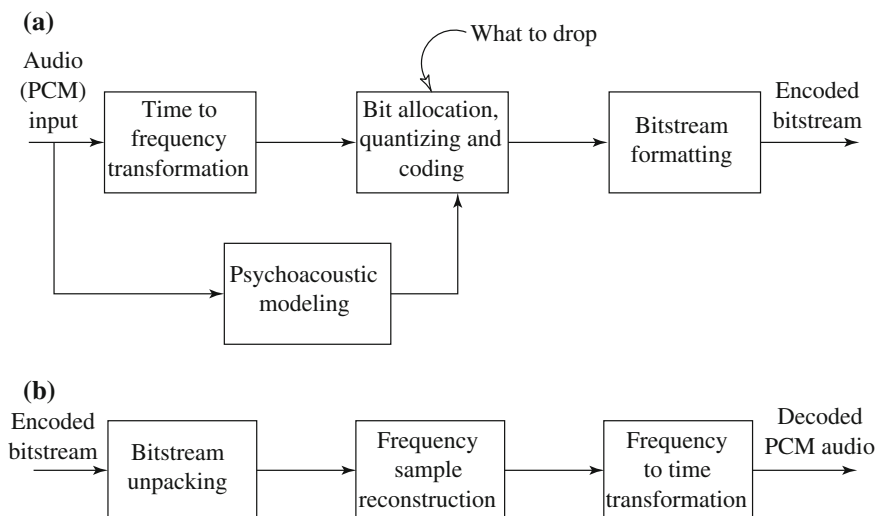 (a)
What to drop
Audio
(PCM)
input
Time to
frequency
transformation
Bit allocation,
quantizing and
coding
Bitstream
formatting
Encoded
bitstream
Psychoacoustic
modeling
(b)
Encoded
bitstream
Bitstream
unpacking
Frequency
sample
reconstruction
Frequency
to time
transformation
Decoded
PCM audio